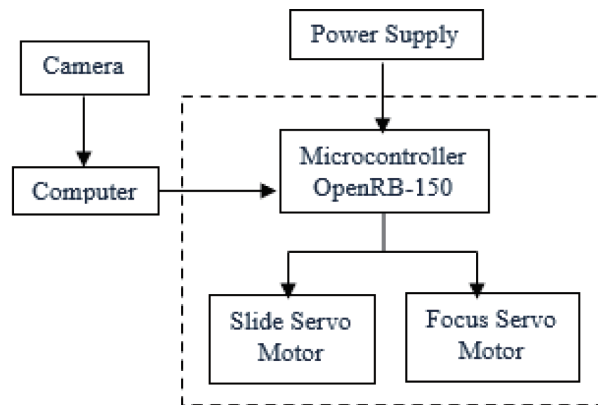 Power Supply
Camera
Microcontroller
OpenRB-150
Computer
Slide Servo
Motor
Focus Servo
Motor